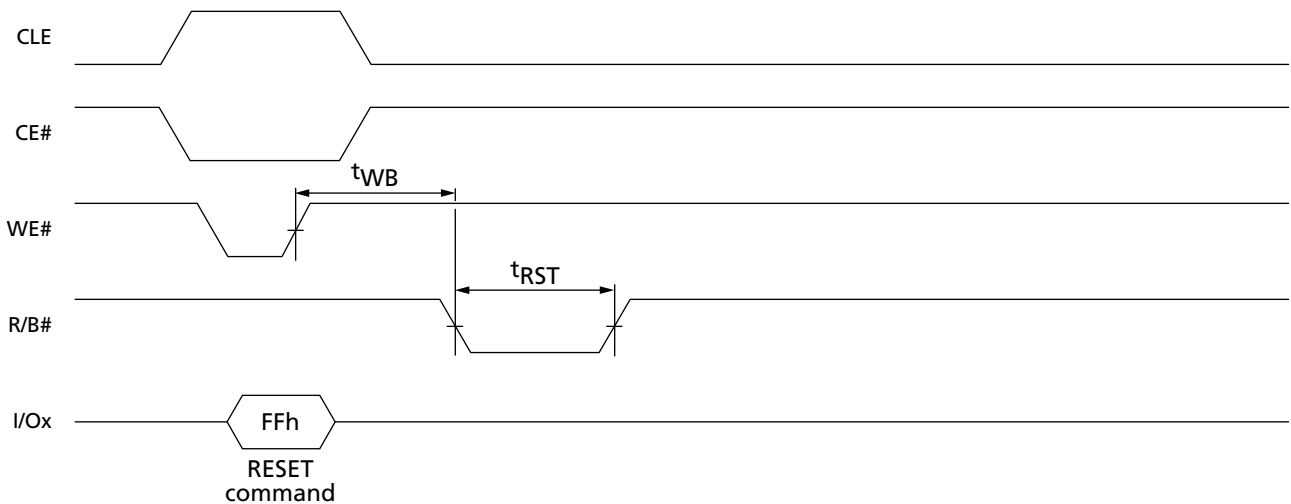 CLE
CE#
tWB
WE#
tRST
R/B#
I/Ox
FFh
RESET
command